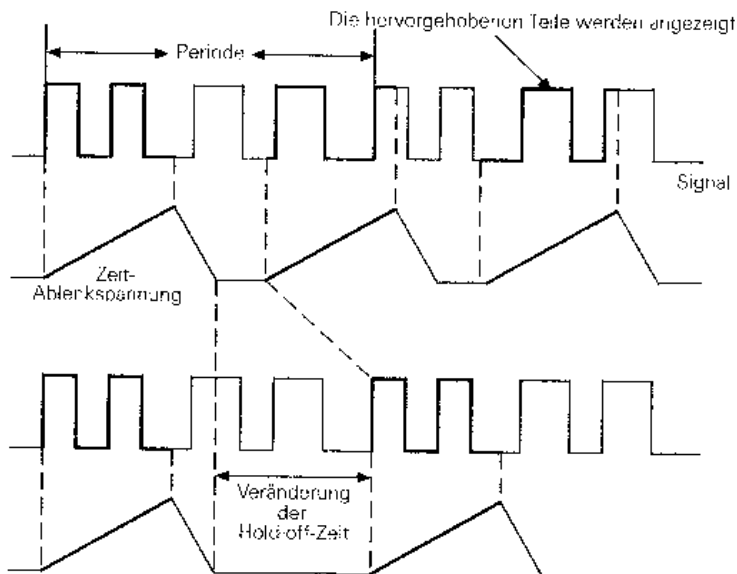 Die hervorgehobenen Teile werden angezeigt
Periode
Signal
Zeit-
Ablenkspannung
Veränderung
der
Hold-off-Zeit